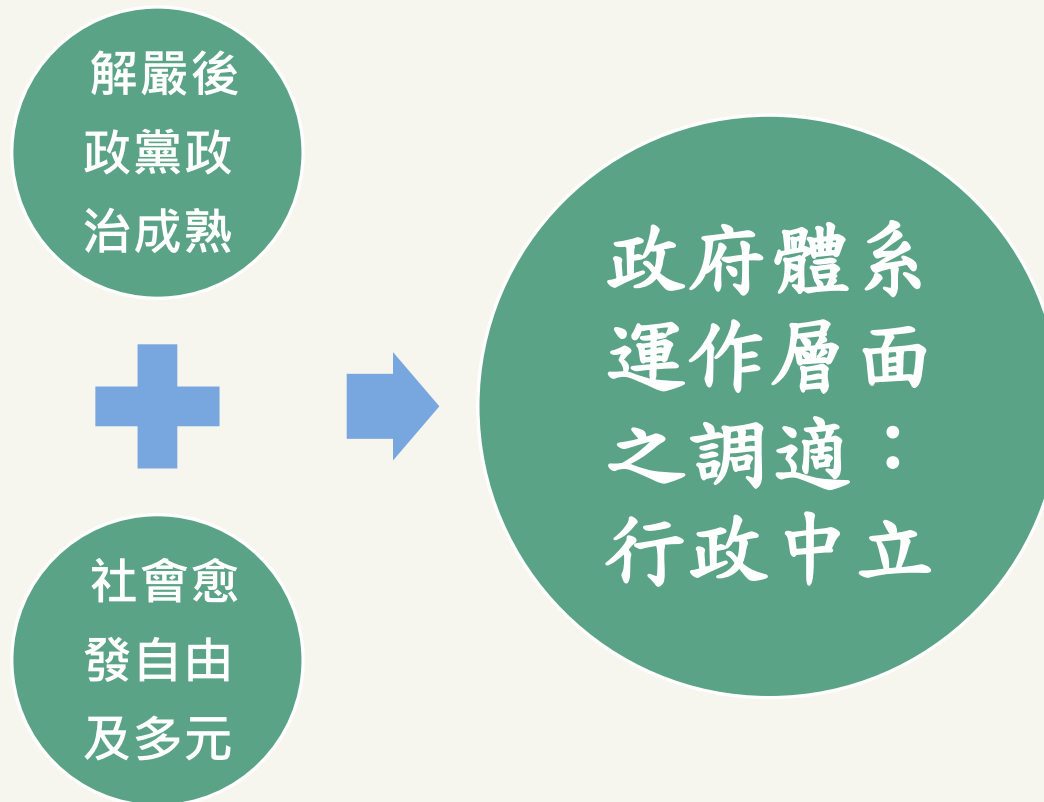 解嚴後
政黨政
治成熟
社會愈
發自由
及多元
政府體系
運作層面
之調適：
行政中立